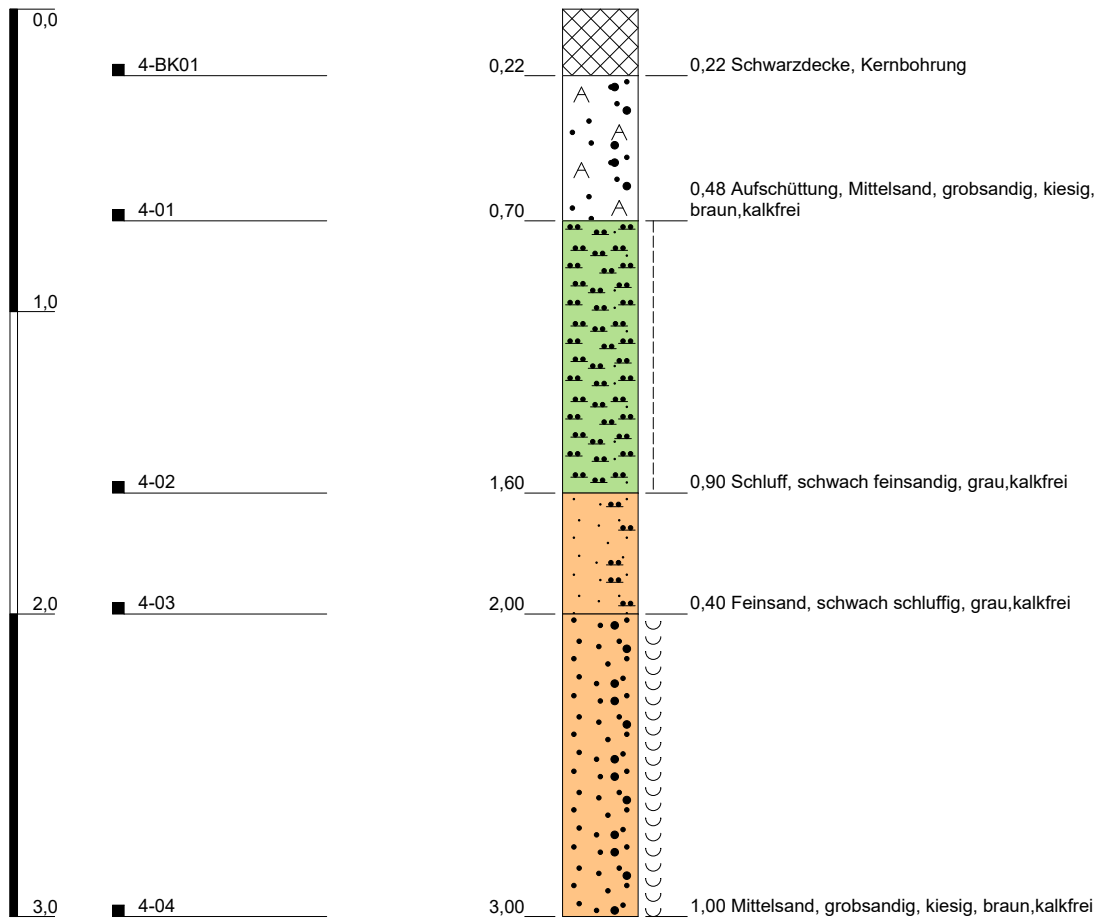 0,0
4-BK01
0,22
0,22 Schwarzdecke, Kernbohrung
4-01
0,70
0,48 Aufschüttung, Mittelsand, grobsandig, kiesig,
braun,kalkfrei
1,0
4-02
1,60
0,90 Schluff, schwach feinsandig, grau,kalkfrei
2,0
4-03
2,00
0,40 Feinsand, schwach schluffig, grau,kalkfrei
3,0
4-04
3,00
1,00 Mittelsand, grobsandig, kiesig, braun,kalkfrei